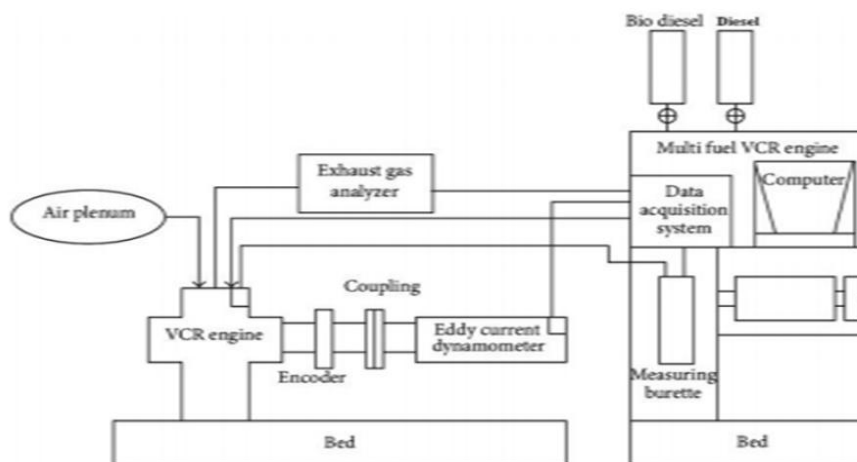 Bio diesel
Diesel
Multi fuel VCR engine
Exhaust gas
analyzer
Data
acquisition
system
Computer
Air plenum
Coupling
VCR engine
Eddy current
dynamometer
Encoder
Measuring
burette
Bed
Bed